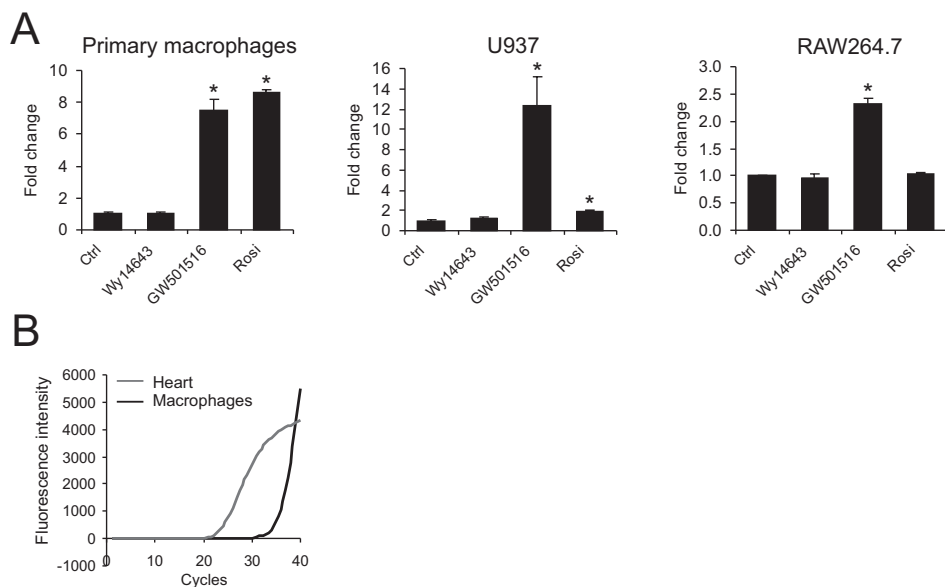 A
Primary macrophages
Fold change
10
8
6
4
2
0
*
*
Ctrl
Wy14643
GW501516
Rosi
U937
Fold change
16
14
12
10
8
6
4
2
0
*
*
Ctrl
Wy14643
GW501516
Rosi
RAW264.7
Fold change
3.0
2.5
2.0
1.5
1.0
0.5
0.0
*
Ctrl
Wy14643
GW501516
Rosi
B
Fluorescence intensity
6000
5000
4000
3000
2000
1000
0
-1000
Heart
Macrophages
0
10
20
30
40
Cycles